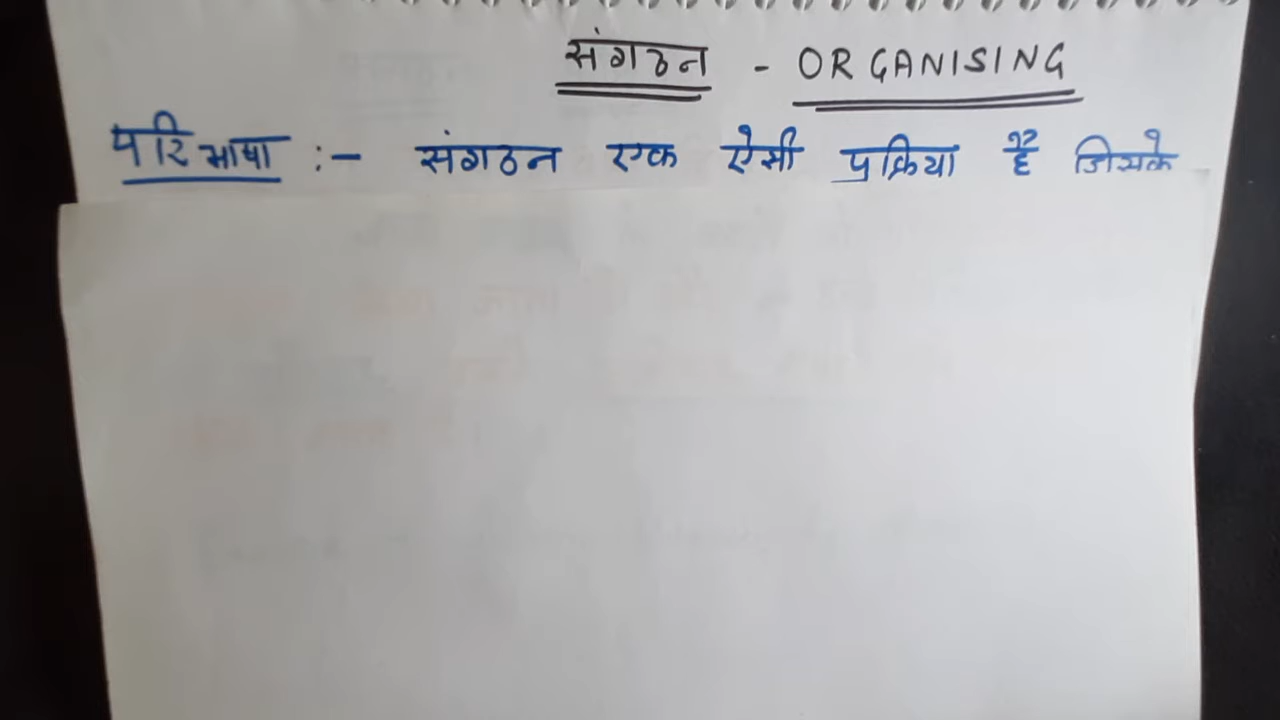 संगठन - ORGANISING
परिभाषा :- संगठन एक ऐसी प्रक्रिया है जिसके